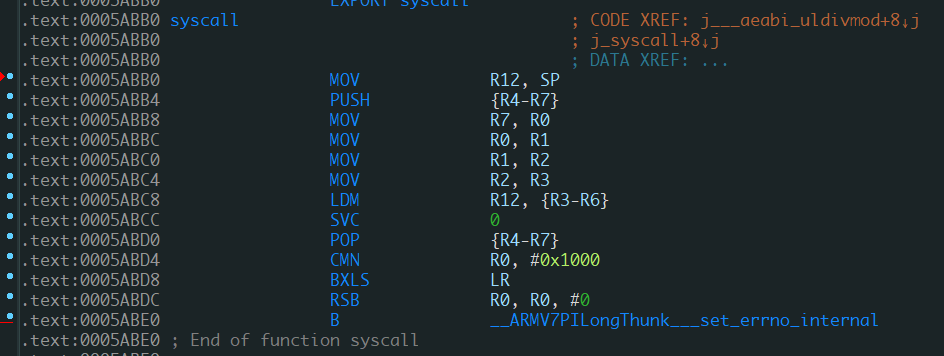 .text:0005ABB0 EXPORT syscall
.text:0005ABB0 syscall ; CODE XREF: j___aeabi_uldivmod+8↓j
.text:0005ABB0 ; j_syscall+8↓j
.text:0005ABB0 ; DATA XREF: ...
.text:0005ABB0 MOV R12, SP
.text:0005ABB4 PUSH {R4-R7}
.text:0005ABB8 MOV R7, R0
.text:0005ABBC MOV R0, R1
.text:0005ABC0 MOV R1, R2
.text:0005ABC4 MOV R2, R3
.text:0005ABC8 LDM R12, {R3-R6}
.text:0005ABCC SVC 0
.text:0005ABD0 POP {R4-R7}
.text:0005ABD4 CMN R0, #0x1000
.text:0005ABD8 BXLS LR
.text:0005ABDC RSB R0, R0, #0
.text:0005ABE0 B __ARMV7PILongThunk___set_errno_internal
.text:0005ABE0 ; End of function syscall